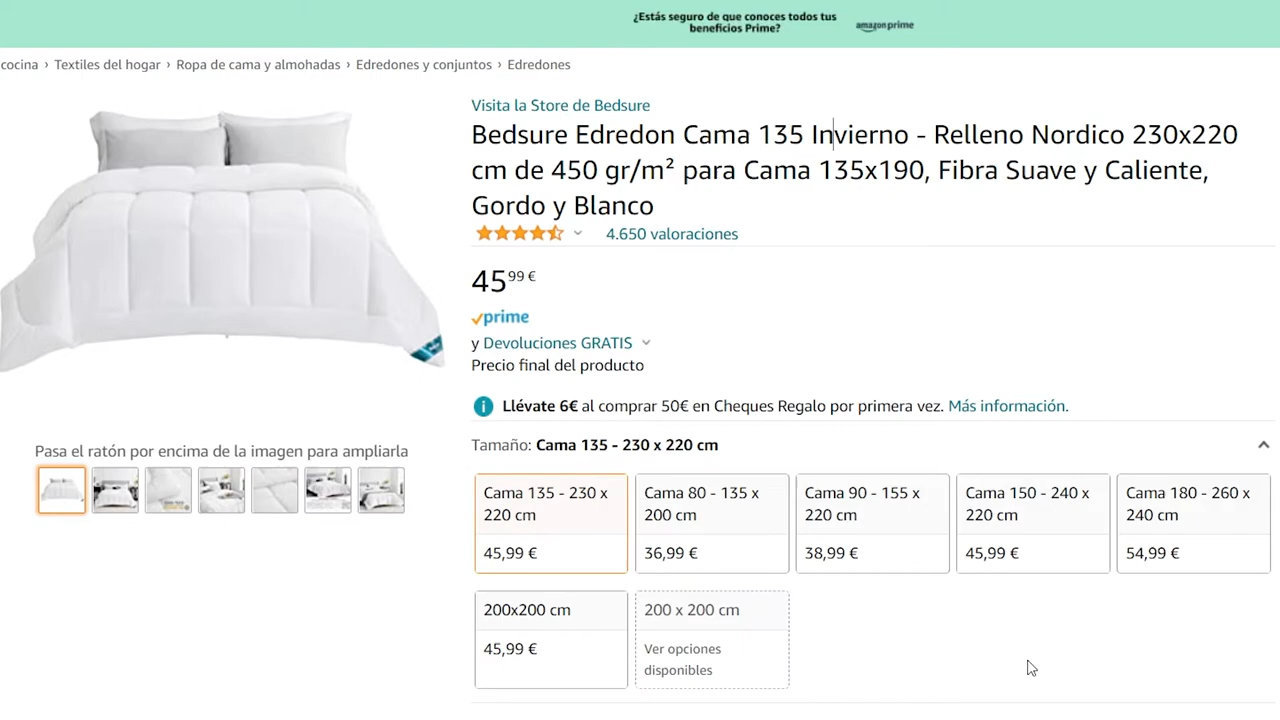 ¿Estás seguro de que conoces todos tus
beneficios Prime?
amazon prime
cocina › Textiles del hogar › Ropa de cama y almohadas › Edredones y conjuntos › Edredones
Visita la Store de Bedsure
Bedsure Edredon Cama 135 Invierno - Relleno Nordico 230x220
cm de 450 gr/m² para Cama 135x190, Fibra Suave y Caliente,
Gordo y Blanco
4.650 valoraciones
45,99 €
prime
y Devoluciones GRATIS
Precio final del producto
Llévate 6€ al comprar 50€ en Cheques Regalo por primera vez. Más información.
Pasa el ratón por encima de la imagen para ampliarla
Tamaño: Cama 135 - 230 x 220 cm
Cama 135 - 230 x
220 cm
45,99 €
Cama 80 - 135 x
200 cm
36,99 €
Cama 90 - 155 x
220 cm
38,99 €
Cama 150 - 240 x
220 cm
45,99 €
Cama 180 - 260 x
240 cm
54,99 €
200x200 cm
45,99 €
200 x 200 cm
Ver opciones
disponibles